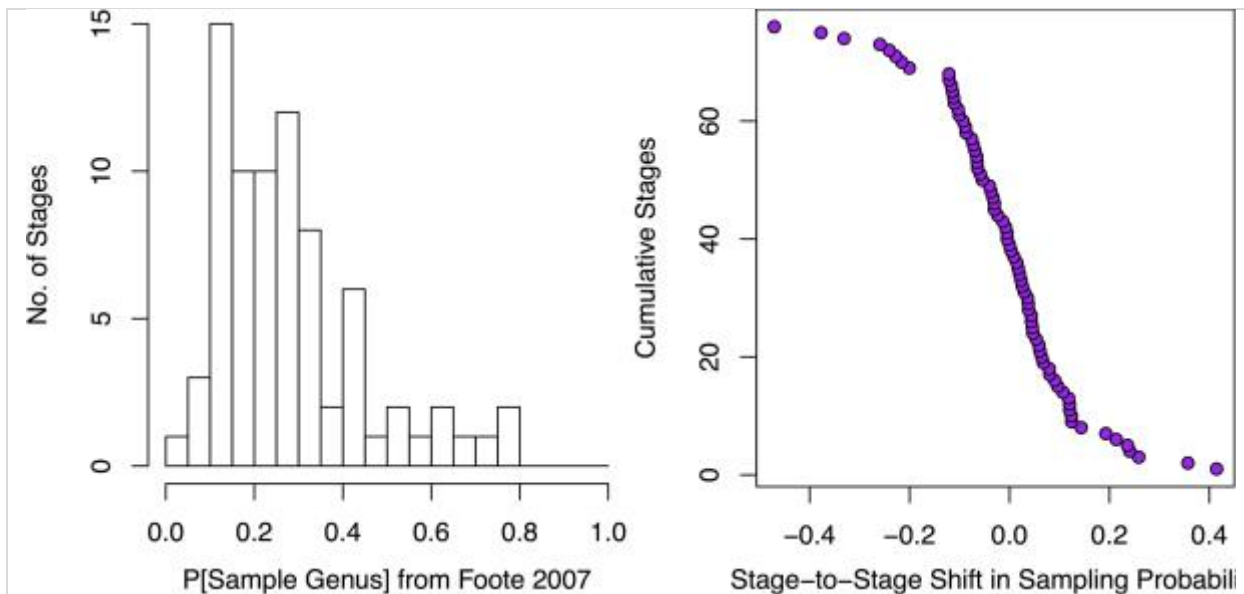 No. of Stages
15
10
5
0
0.0 0.2 0.4 0.6 0.8 1.0
P[Sample Genus] from Foote 2007
Cumulative Stages
60
40
20
0
−0.4 −0.2 0.0 0.2 0.4
Stage−to−Stage Shift in Sampling Probabili